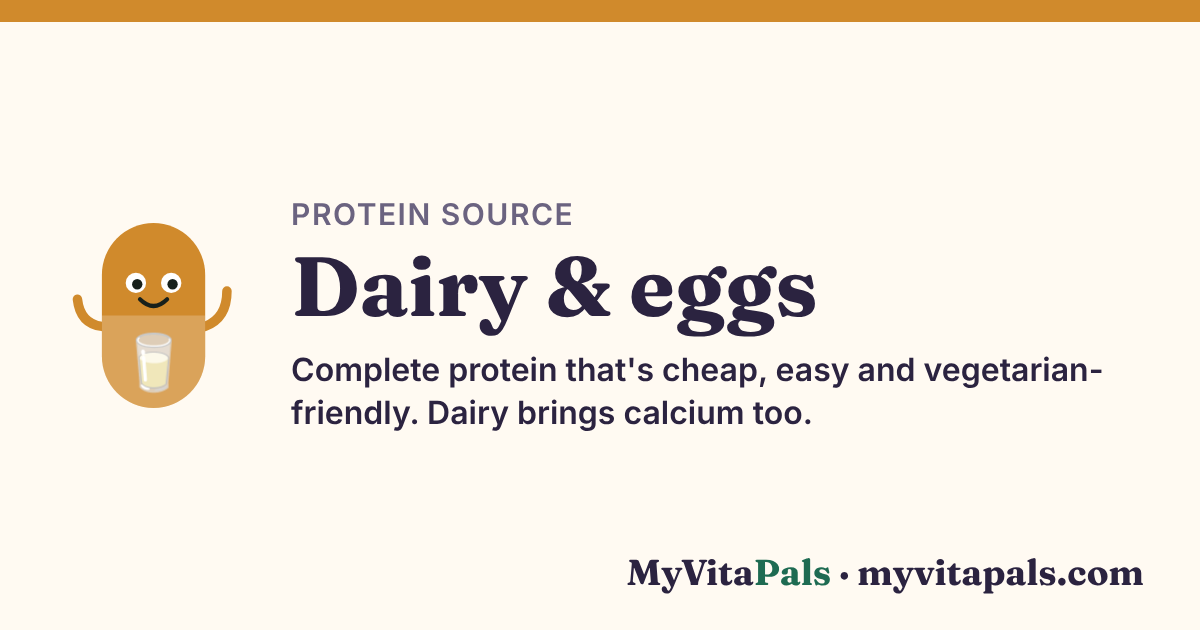 PROTEIN SOURCE
Dairy & eggs
Complete protein that's cheap, easy and vegetarian-
friendly. Dairy brings calcium too.
MyVitaPals · myvitapals.com